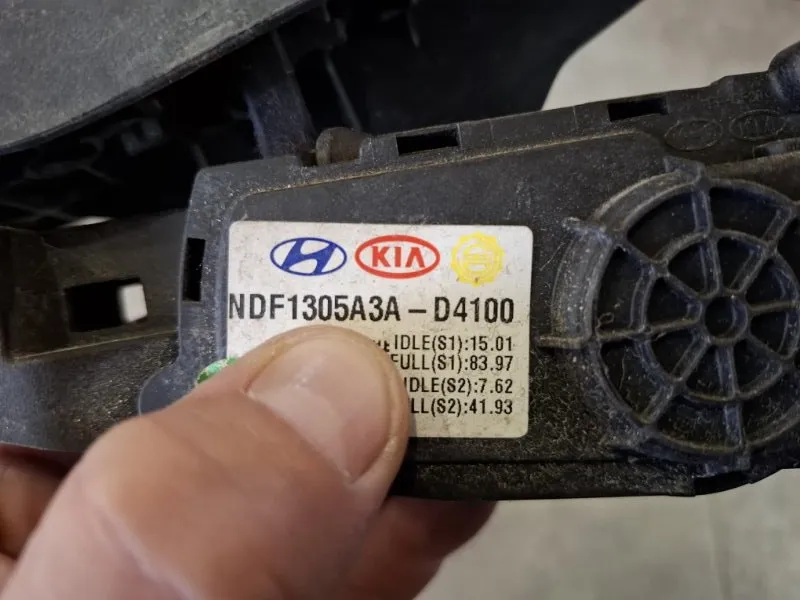 KIA
NDF1305A3A-D4100
IDLE(S1):15.01
FULL(S1):83.97
IDLE(S2):7.62
LL(S2):41.93
KIA